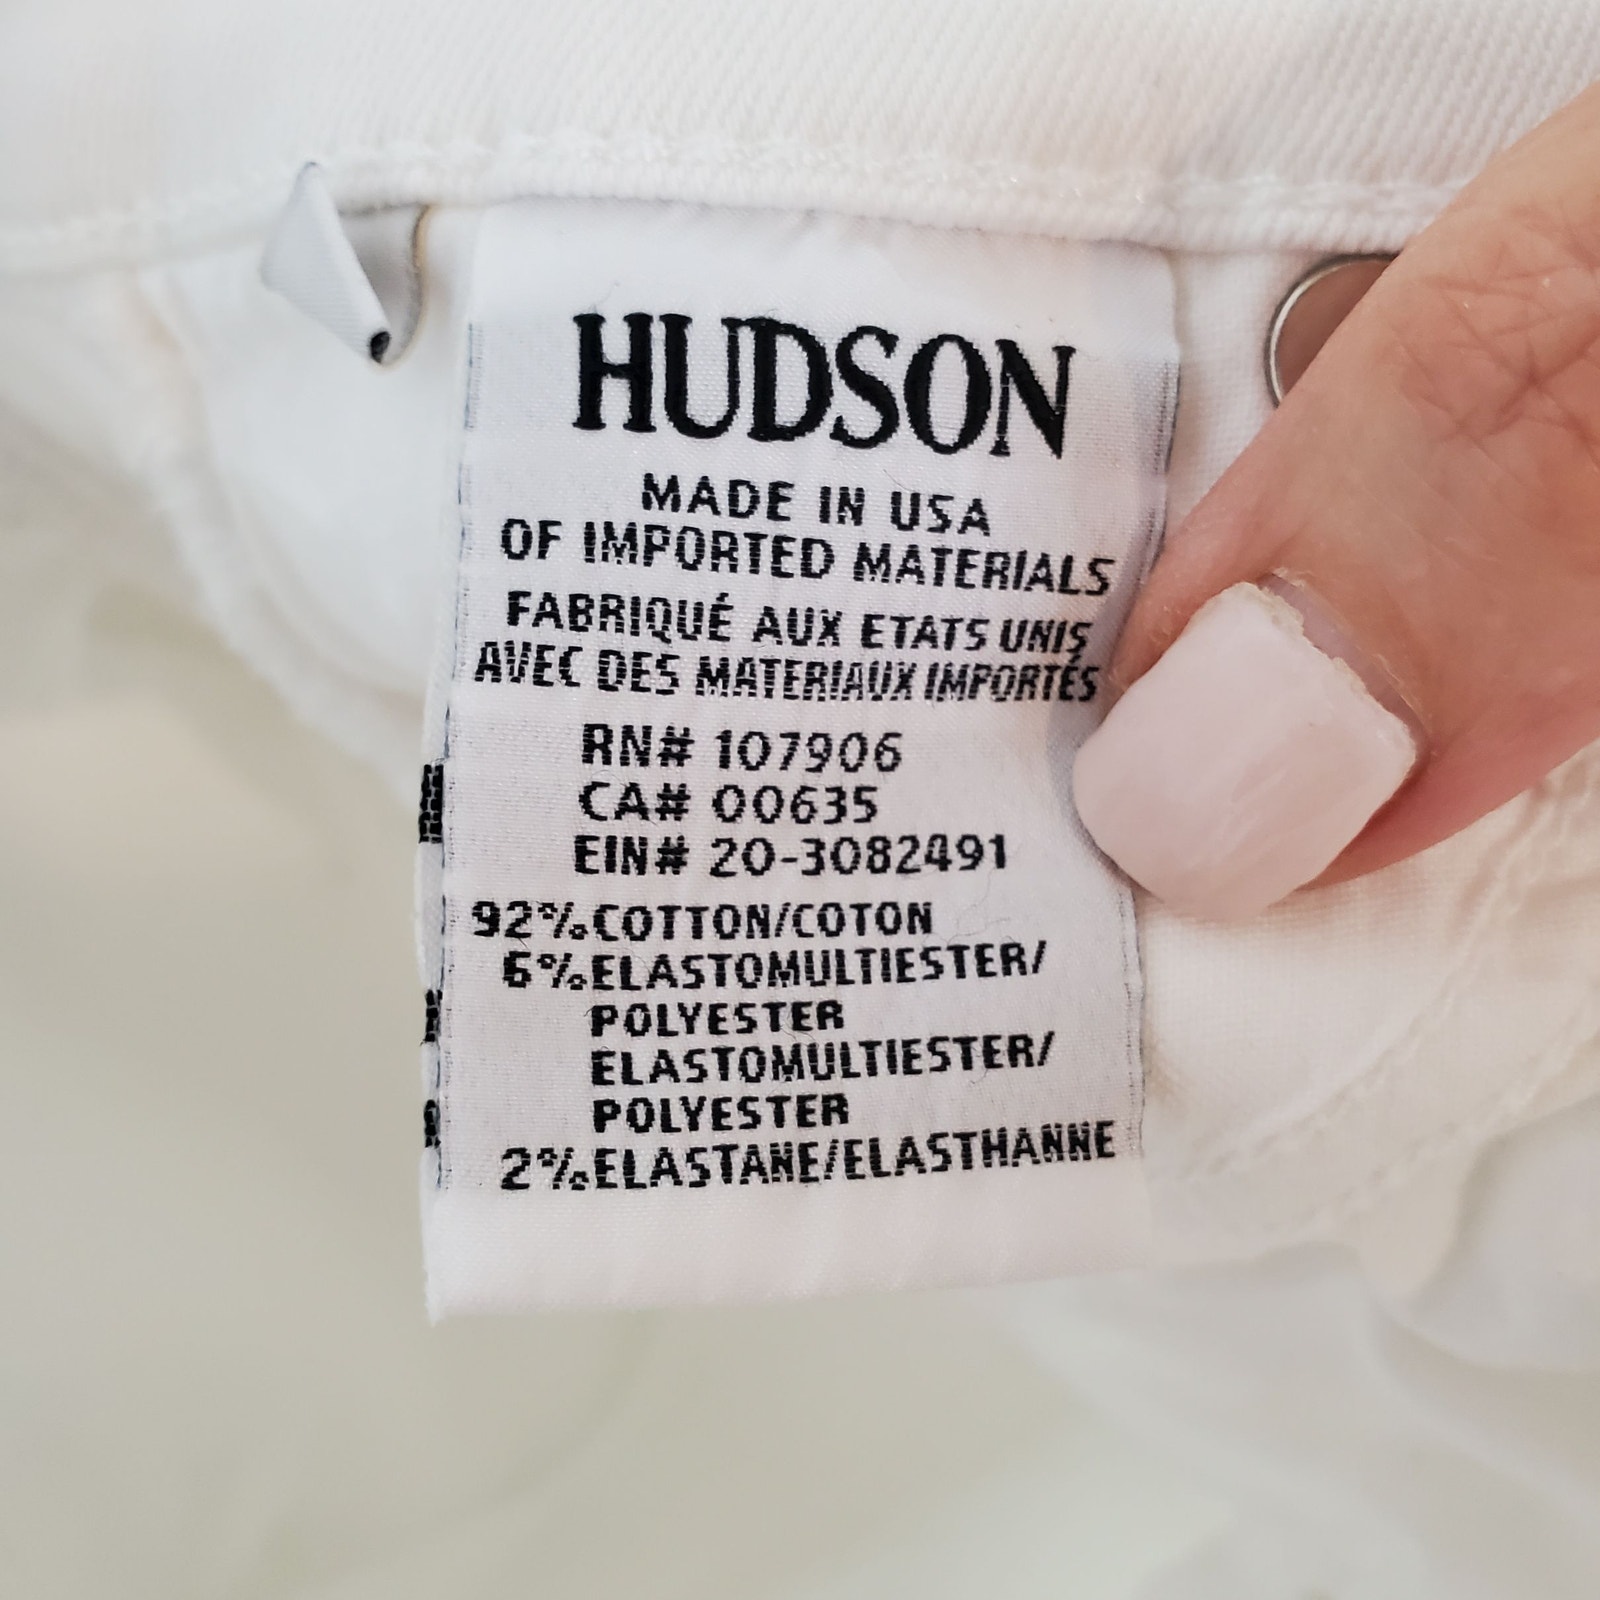 HUDSON
MADE IN USA
OF IMPORTED MATERIALS
FABRIQUÉ AUX ETATS UNIS
AVEC DES MATERIAUX IMPORTÉS
RN# 107906
CA# 00635
EIN# 20-3082491
92% COTTON/COTON
6% ELASTOMULTIESTER/
POLYESTER
ELASTOMULTIESTER/
POLYESTER
2% ELASTANE/ELASTHANNE